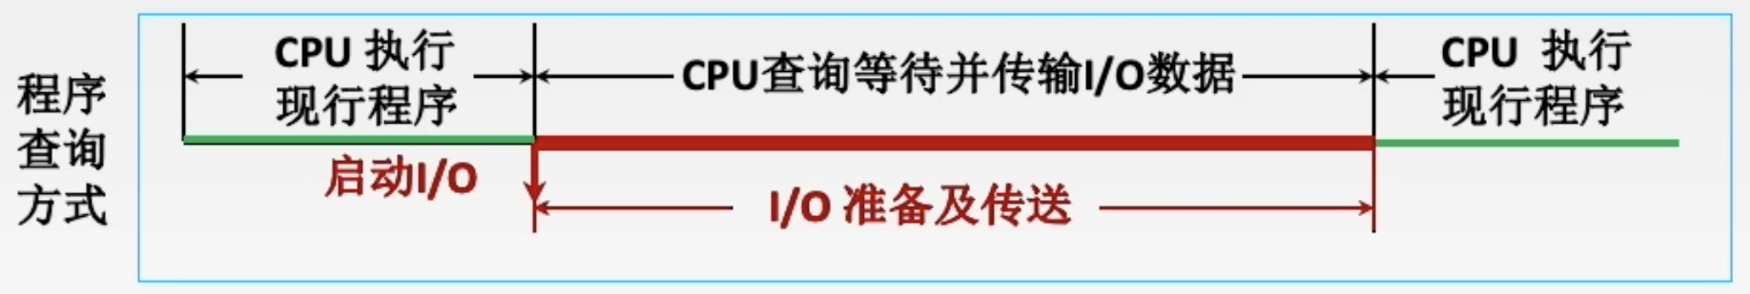 程序
查询
方式
CPU 执行
现行程序
CPU查询等待并传输I/O数据
CPU 执行
现行程序
启动I/O
I/O 准备及传送